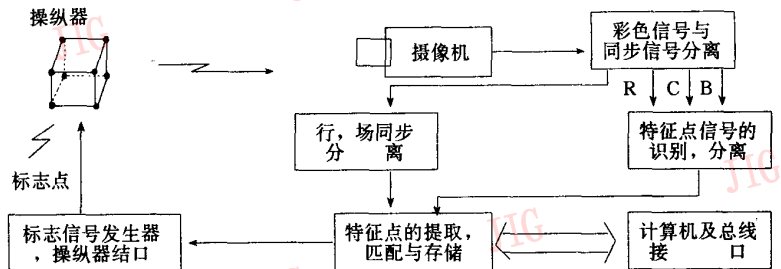 操纵器
摄像机
彩色信号与
同步信号分离
R C B
行，场同步
分 离
特征点信号的
识别，分离
标志点
标志信号发生器
，操纵器结口
特征点的提取，
匹配与存储
计算机及总线
接 口
JIG
JIG
JIG